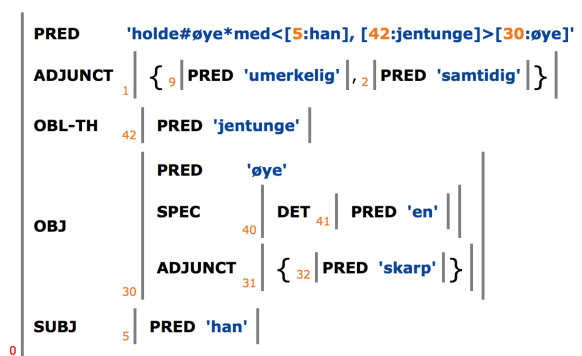 PRED 'holde#øye*med<[5:han], [42:jentunge]>[30:øye]'
ADJUNCT 1 { 9 PRED 'umerkelig' , 2 PRED 'samtidig' }
OBL-TH 42 PRED 'jentunge'
PRED 'øye'
SPEC 40 DET 41 PRED 'en'
OBJ
ADJUNCT 31 { 32 PRED 'skarp' }
30
SUBJ 5 PRED 'han'
0